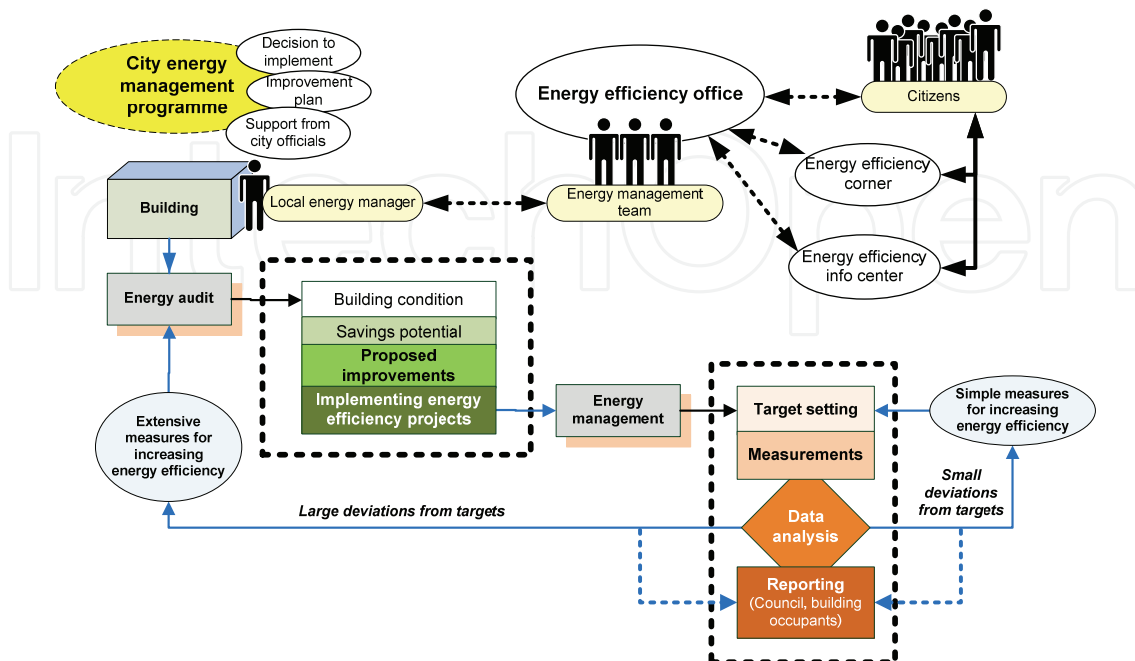 City energy
management
programme
Decision to
implement
Improvement
plan
Support from
city officials
Energy efficiency office
Citizens
Energy efficiency
corner
Energy efficiency
info center
Building
Local energy manager
Energy management
team
Energy audit
Building condition
Savings potential
Proposed
improvements
Implementing energy
efficiency projects
Energy
management
Target setting
Measurements
Data
analysis
Reporting
(Council, building
occupants)
Simple measures
for increasing
energy efficiency
Extensive
measures for
increasing
energy efficiency
Large deviations from targets
Small
deviations
from targets
IntechOpen